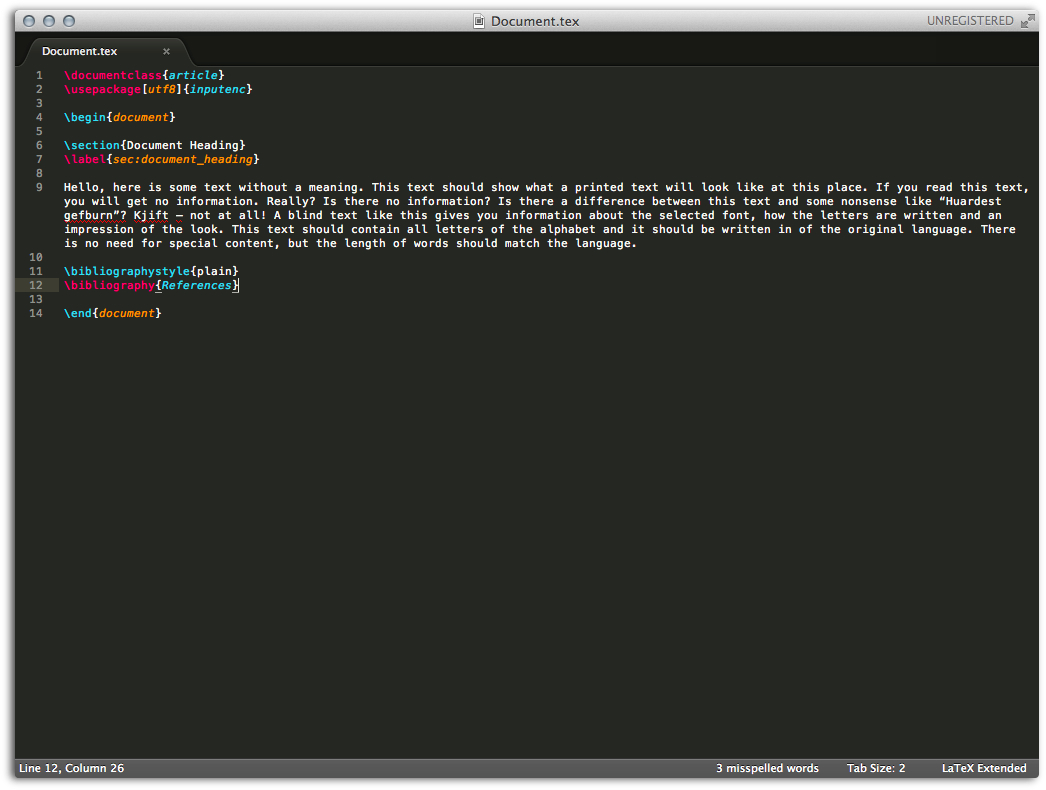 Document.tex
UNREGISTERED
Document.tex ×
1 \documentclass{article}
2 \usepackage[utf8]{inputenc}
3
4 \begin{document}
5
6 \section{Document Heading}
7 \label{sec:document_heading}
8
9 Hello, here is some text without a meaning. This text should show what a printed text will look like at this place. If you read this text,
you will get no information. Really? Is there no information? Is there a difference between this text and some nonsense like “Huardest
gefburn”? Kjift – not at all! A blind text like this gives you information about the selected font, how the letters are written and an
impression of the look. This text should contain all letters of the alphabet and it should be written in of the original language. There
is no need for special content, but the length of words should match the language.
10
11 \bibliographystyle{plain}
12 \bibliography{References}
13
14 \end{document}
Line 12, Column 26
3 misspelled words
Tab Size: 2
LaTeX Extended